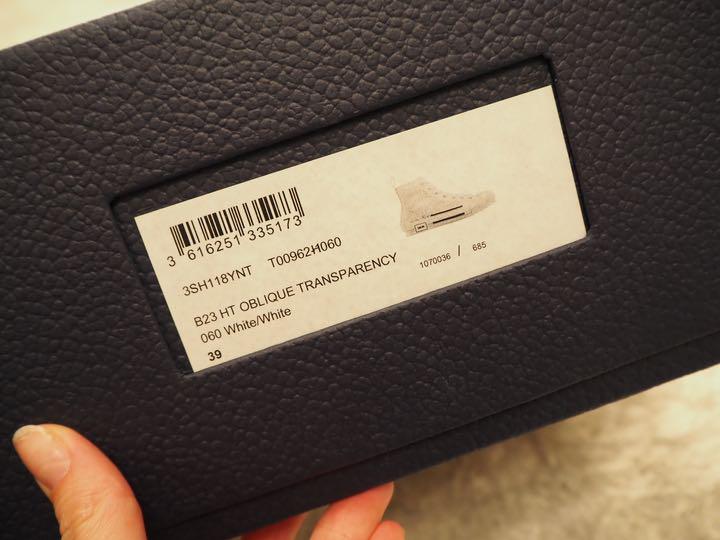 3 616251 335173
3SH118YNT T00962H060
B23 HT OBLIQUE TRANSPARENCY
060 White/White
39
1070036 / 685